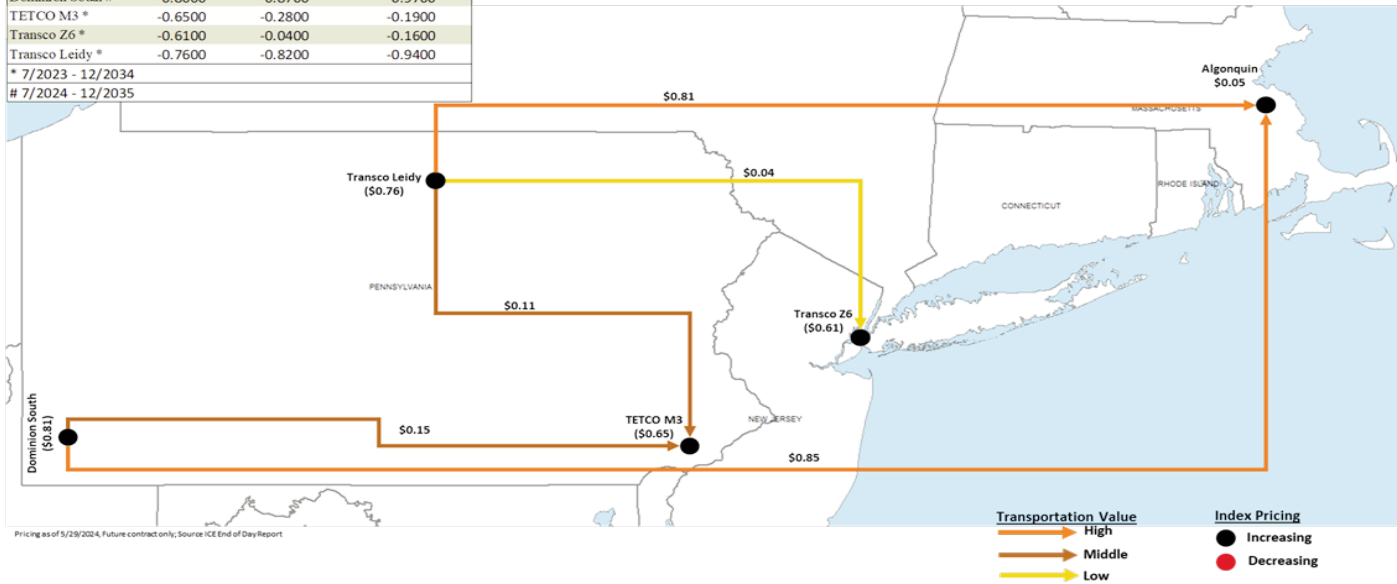 TETCO M3 * -0.6500 -0.2800 -0.1900
Transco Z6 * -0.6100 -0.0400 -0.1600
Transco Leidy * -0.7600 -0.8200 -0.9400
* 7/2023 - 12/2034
# 7/2024 - 12/2035
Algonquin
$0.05
$0.81
MASSACHUSETTS
Transco Leidy
($0.76)
$0.04
RHODE ISLAND
CONNECTICUT
PENNSYLVANIA
$0.11
Transco Z6
($0.61)
Dominion South
($0.81)
$0.15
TETCO M3
($0.65)
NEW JERSEY
$0.85
Pricing as of 5/29/2024, Future contract only; Source ICE End of Day Report
Transportation Value
High
Middle
Low
Index Pricing
Increasing
Decreasing